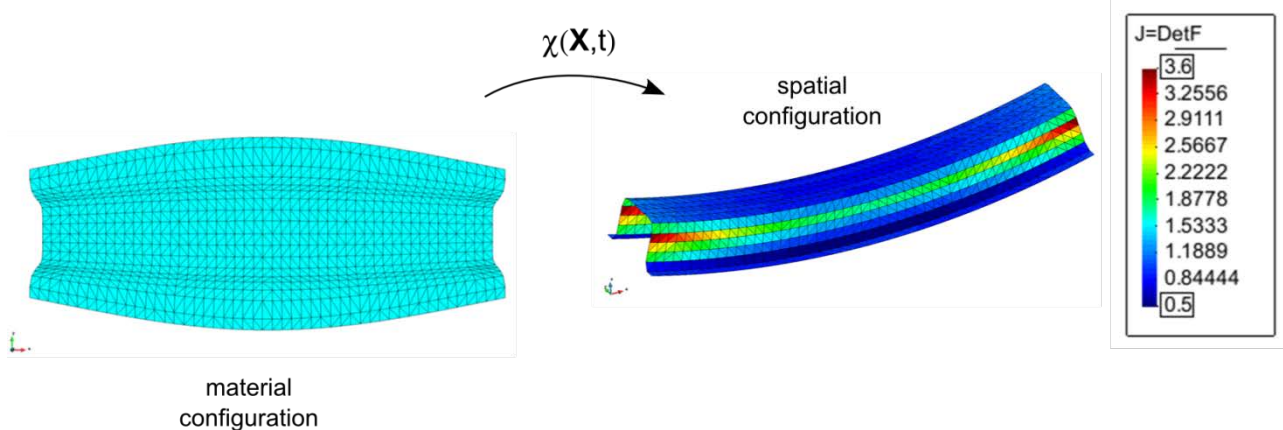 χ(X,t)
spatial
configuration
material
configuration
J=DetF
3.6
3.2556
2.9111
2.5667
2.2222
1.8778
1.5333
1.1889
0.84444
0.5